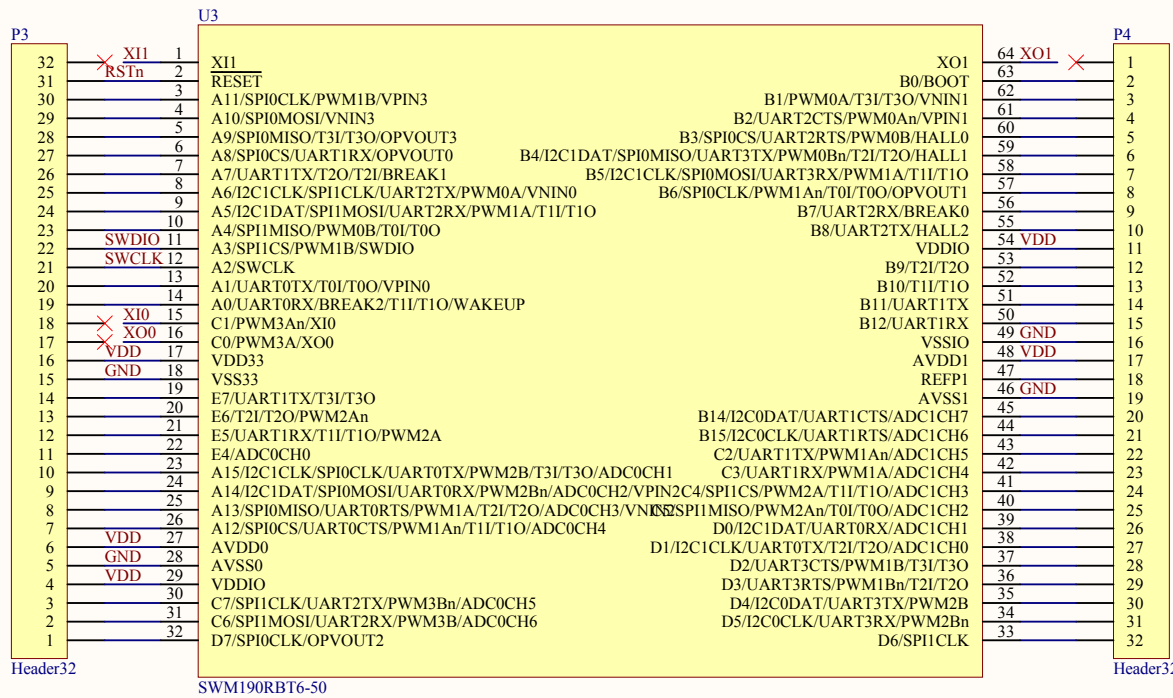 U3
P3
P4
32 XI1 1 XI1 XO1 64 XO1 1
31 RSTn 2 RESET B0/BOOT 63 2
30 3 A11/SPI0CLK/PWM1B/VPIN3 B1/PWM0A/T3I/T3O/VNIN1 62 3
29 4 A10/SPI0MOSI/VNIN3 B2/UART2CTS/PWM0An/VPIN1 61 4
28 5 A9/SPI0MISO/T3I/T3O/OPVOUT3 B3/SPI0CS/UART2RTS/PWM0B/HALL0 60 5
27 6 A8/SPI0CS/UART1RX/OPVOUT0 B4/I2C1DAT/SPI0MISO/UART3TX/PWM0Bn/T2I/T2O/HALL1 59 6
26 7 A7/UART1TX/T2O/T2I/BREAK1 B5/I2C1CLK/SPI0MOSI/UART3RX/PWM1A/T1I/T1O 58 7
25 8 A6/I2C1CLK/SPI1CLK/UART2TX/PWM0A/VNIN0 B6/SPI0CLK/PWM1An/T0I/T0O/OPVOUT1 57 8
24 9 A5/I2C1DAT/SPI1MOSI/UART2RX/PWM1A/T1I/T1O B7/UART2RX/BREAK0 56 9
23 10 A4/SPI1MISO/PWM0B/T0I/T0O B8/UART2TX/HALL2 55 10
22 SWDIO 11 A3/SPI1CS/PWM1B/SWDIO VDDIO 54 VDD 11
21 SWCLK 12 A2/SWCLK B9/T2I/T2O 53 12
20 13 A1/UART0TX/T0I/T0O/VPIN0 B10/T1I/T1O 52 13
19 14 A0/UART0RX/BREAK2/T1I/T1O/WAKEUP B11/UART1TX 51 14
18 XI0 15 C1/PWM3An/XI0 B12/UART1RX 50 15
17 XO0 16 C0/PWM3A/XO0 VSSIO 49 GND 16
16 VDD 17 VDD33 AVDD1 48 VDD 17
15 GND 18 VSS33 REFP1 47 18
14 19 E7/UART1TX/T3I/T3O AVSS1 46 GND 19
13 20 E6/T2I/T2O/PWM2An B14/I2C0DAT/UART1CTS/ADC1CH7 45 20
12 21 E5/UART1RX/T1I/T1O/PWM2A B15/I2C0CLK/UART1RTS/ADC1CH6 44 21
11 22 E4/ADC0CH0 C2/UART1TX/PWM1An/ADC1CH5 43 22
10 23 A15/I2C1CLK/SPI0CLK/UART0TX/PWM2B/T3I/T3O/ADC0CH1 C3/UART1RX/PWM1A/ADC1CH4 42 23
9 24 A14/I2C1DAT/SPI0MOSI/UART0RX/PWM2Bn/ADC0CH2/VPIN2 C4/SPI1CS/PWM2A/T1I/T1O/ADC1CH3 41 24
8 25 A13/SPI0MISO/UART0RTS/PWM1A/T2I/T2O/ADC0CH3/VNIN2 C5/SPI1MISO/PWM2An/T0I/T0O/ADC1CH2 40 25
7 26 A12/SPI0CS/UART0CTS/PWM1An/T1I/T1O/ADC0CH4 D0/I2C1DAT/UART0RX/ADC1CH1 39 26
6 VDD 27 AVDD0 D1/I2C1CLK/UART0TX/T2I/T2O/ADC1CH0 38 27
5 GND 28 AVSS0 D2/UART3CTS/PWM1B/T3I/T3O 37 28
4 VDD 29 VDDIO D3/UART3RTS/PWM1Bn/T2I/T2O 36 29
3 30 C7/SPI1CLK/UART2TX/PWM3Bn/ADC0CH5 D4/I2C0DAT/UART3TX/PWM2B 35 30
2 31 C6/SPI1MOSI/UART2RX/PWM3B/ADC0CH6 D5/I2C0CLK/UART3RX/PWM2Bn 34 31
1 32 D7/SPI0CLK/OPVOUT2 D6/SPI1CLK 33 32
Header32
Header32
SWM190RBT6-50